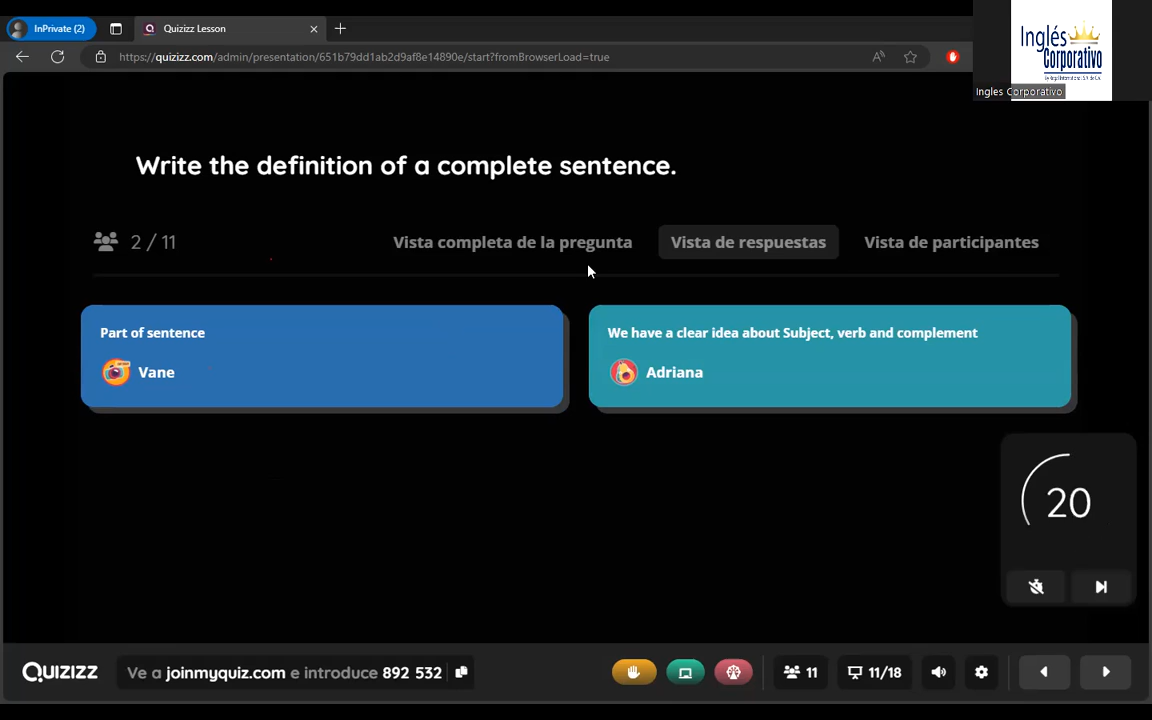 InPrivate (2)
Quizizz Lesson
https://quizizz.com/admin/presentation/651b79dd1ab2d9af8e14890e/start?fromBrowserLoad=true
Inglés
Corporativo
Ingles Corporativo
Write the definition of a complete sentence.
2 / 11
Vista completa de la pregunta
Vista de respuestas
Vista de participantes
Part of sentence
Vane
We have a clear idea about Subject, verb and complement
Adriana
20
QUIZIZZ
Ve a joinmyquiz.com e introduce 892 532
11
11/18